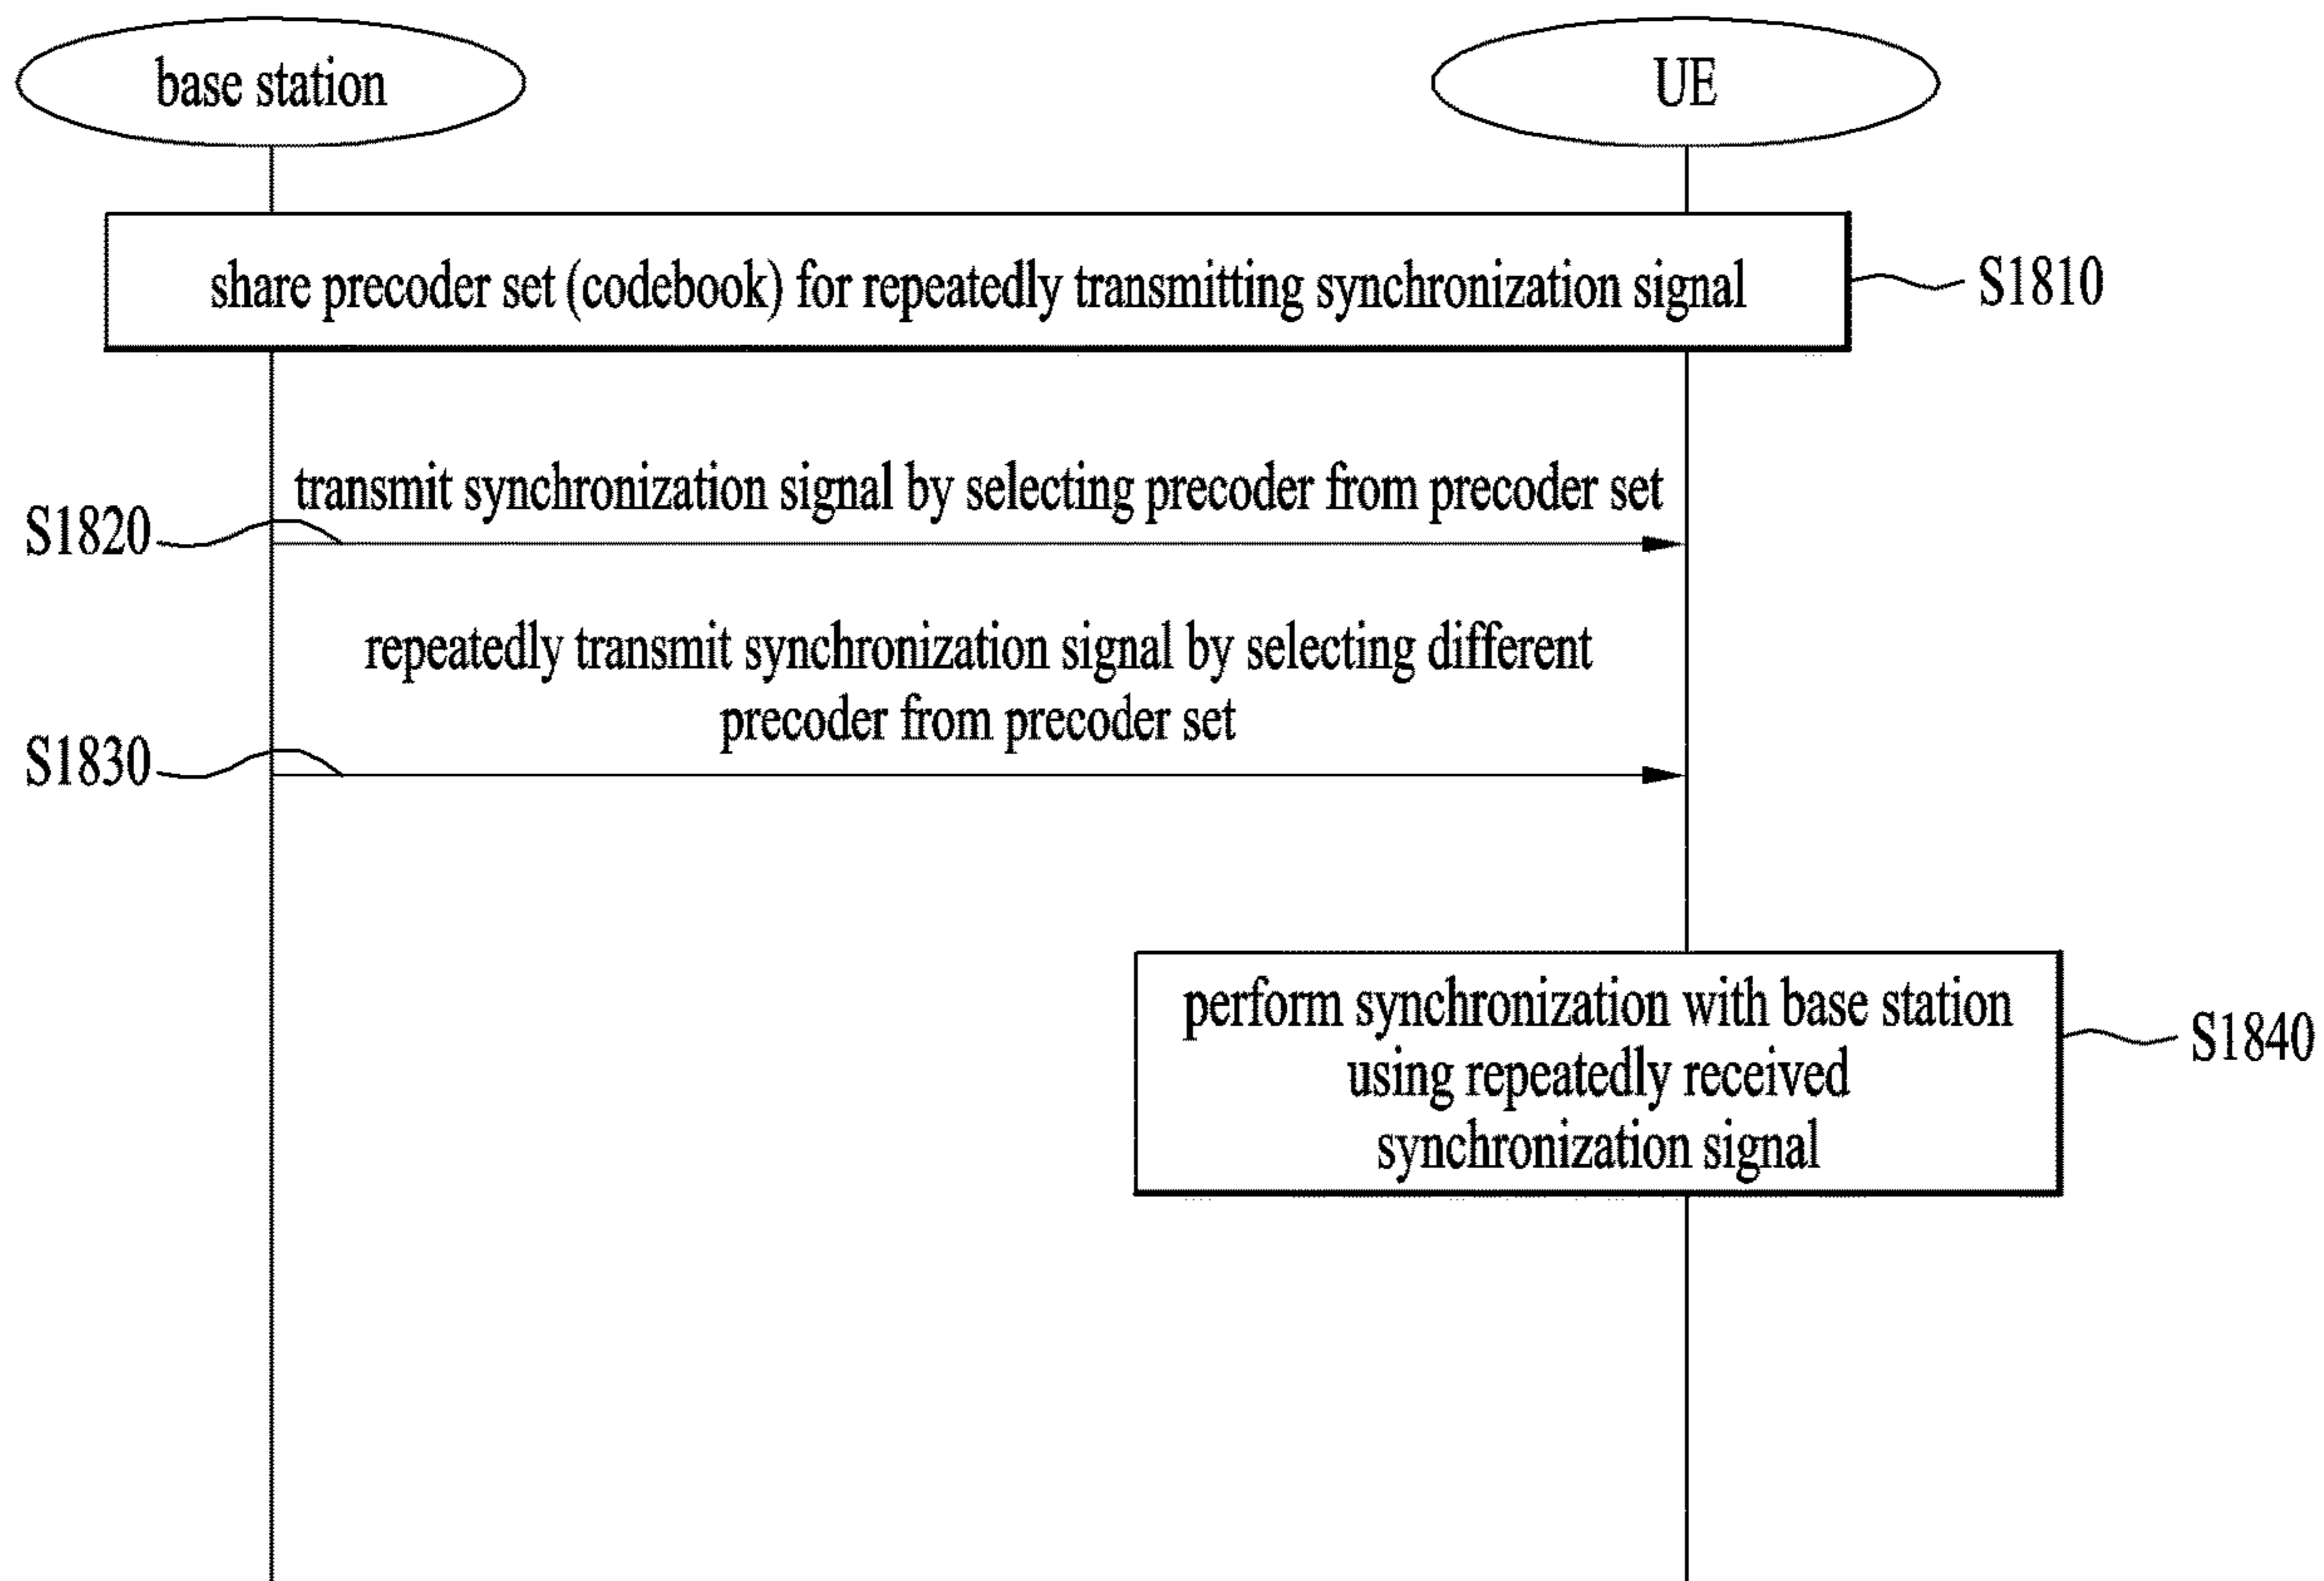 base station
UE
share precoder set (codebook) for repeatedly transmitting synchronization signal
S1810
transmit synchronization signal by selecting precoder from precoder set
S1820
repeatedly transmit synchronization signal by selecting different
precoder from precoder set
S1830
perform synchronization with base station
using repeatedly received
synchronization signal
S1840